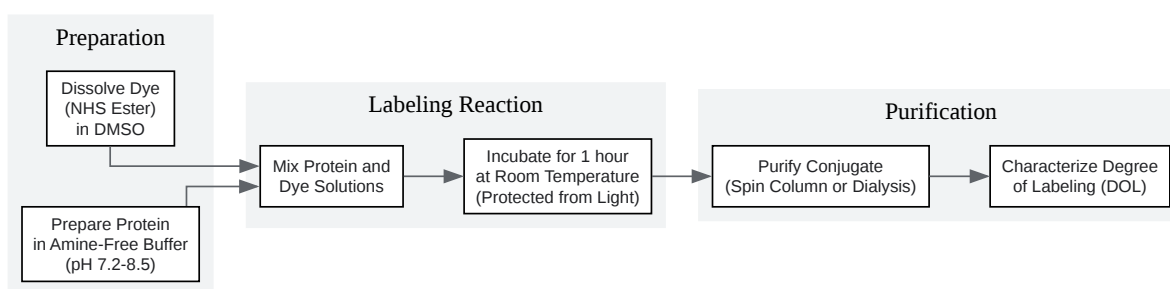 Preparation
Dissolve Dye
(NHS Ester)
in DMSO
Prepare Protein
in Amine-Free Buffer
(pH 7.2-8.5)
Labeling Reaction
Mix Protein and
Dye Solutions
Incubate for 1 hour
at Room Temperature
(Protected from Light)
Purification
Purify Conjugate
(Spin Column or Dialysis)
Characterize Degree
of Labeling (DOL)